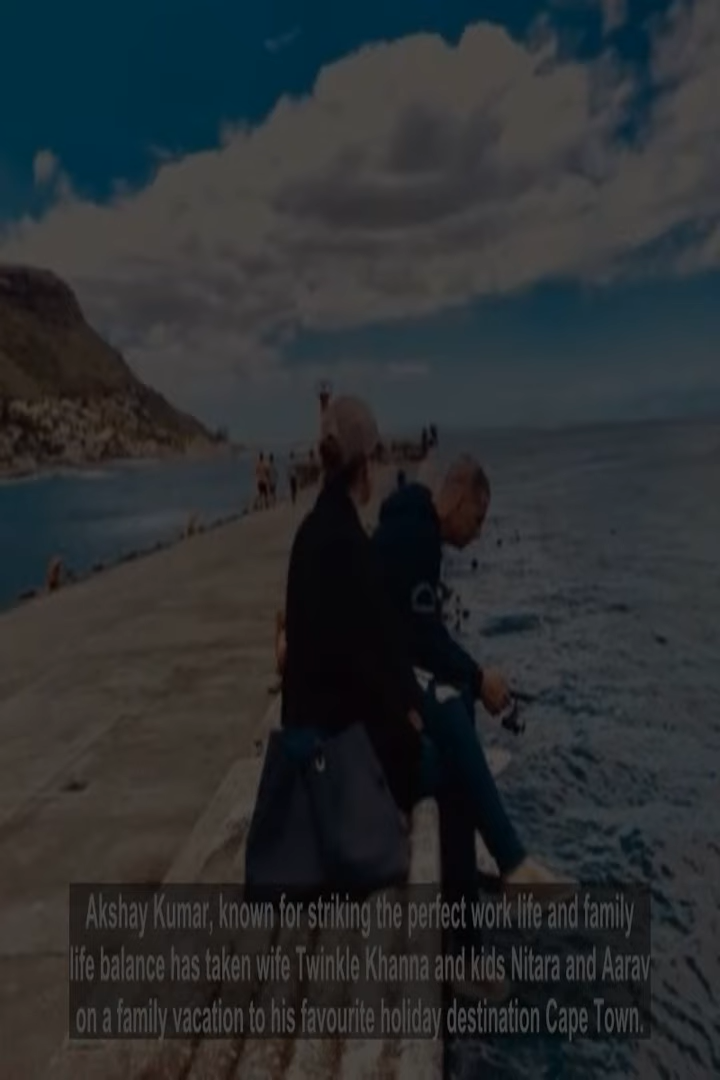 Akshay Kumar, known for striking the perfect work life and family
life balance has taken wife Twinkle Khanna and kids Nitara and Aarav
on a family vacation to his favourite holiday destination Cape Town.